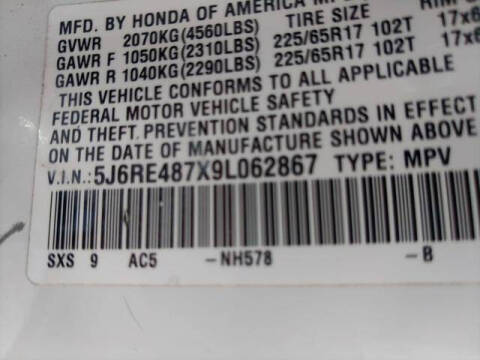 MFD. BY HONDA OF AMERICA
GVWR 2070KG(4560LBS) TIRE SIZE
GAWR F 1050KG(2310LBS) 225/65R17 102T 17x6
GAWR R 1040KG(2290LBS) 225/65R17 102T 17x6
THIS VEHICLE CONFORMS TO ALL APPLICABLE
FEDERAL MOTOR VEHICLE SAFETY
AND THEFT PREVENTION STANDARDS IN EFFECT
ON THE DATE OF MANUFACTURE SHOWN ABOVE
V.I.N.:5J6RE487X9L062867 TYPE: MPV
SXS 9 AC5 -NH578 -B